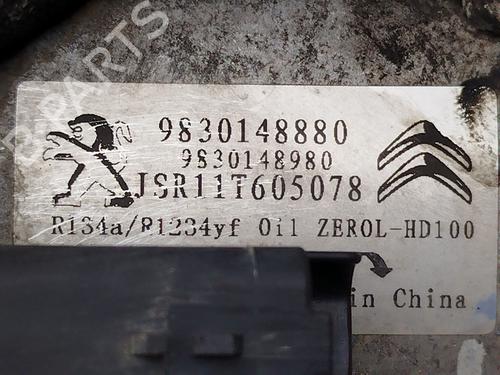 9830148880
9830148980
JSR11T605078
R134a/R1234yf Oil ZEROL-HD100
in China